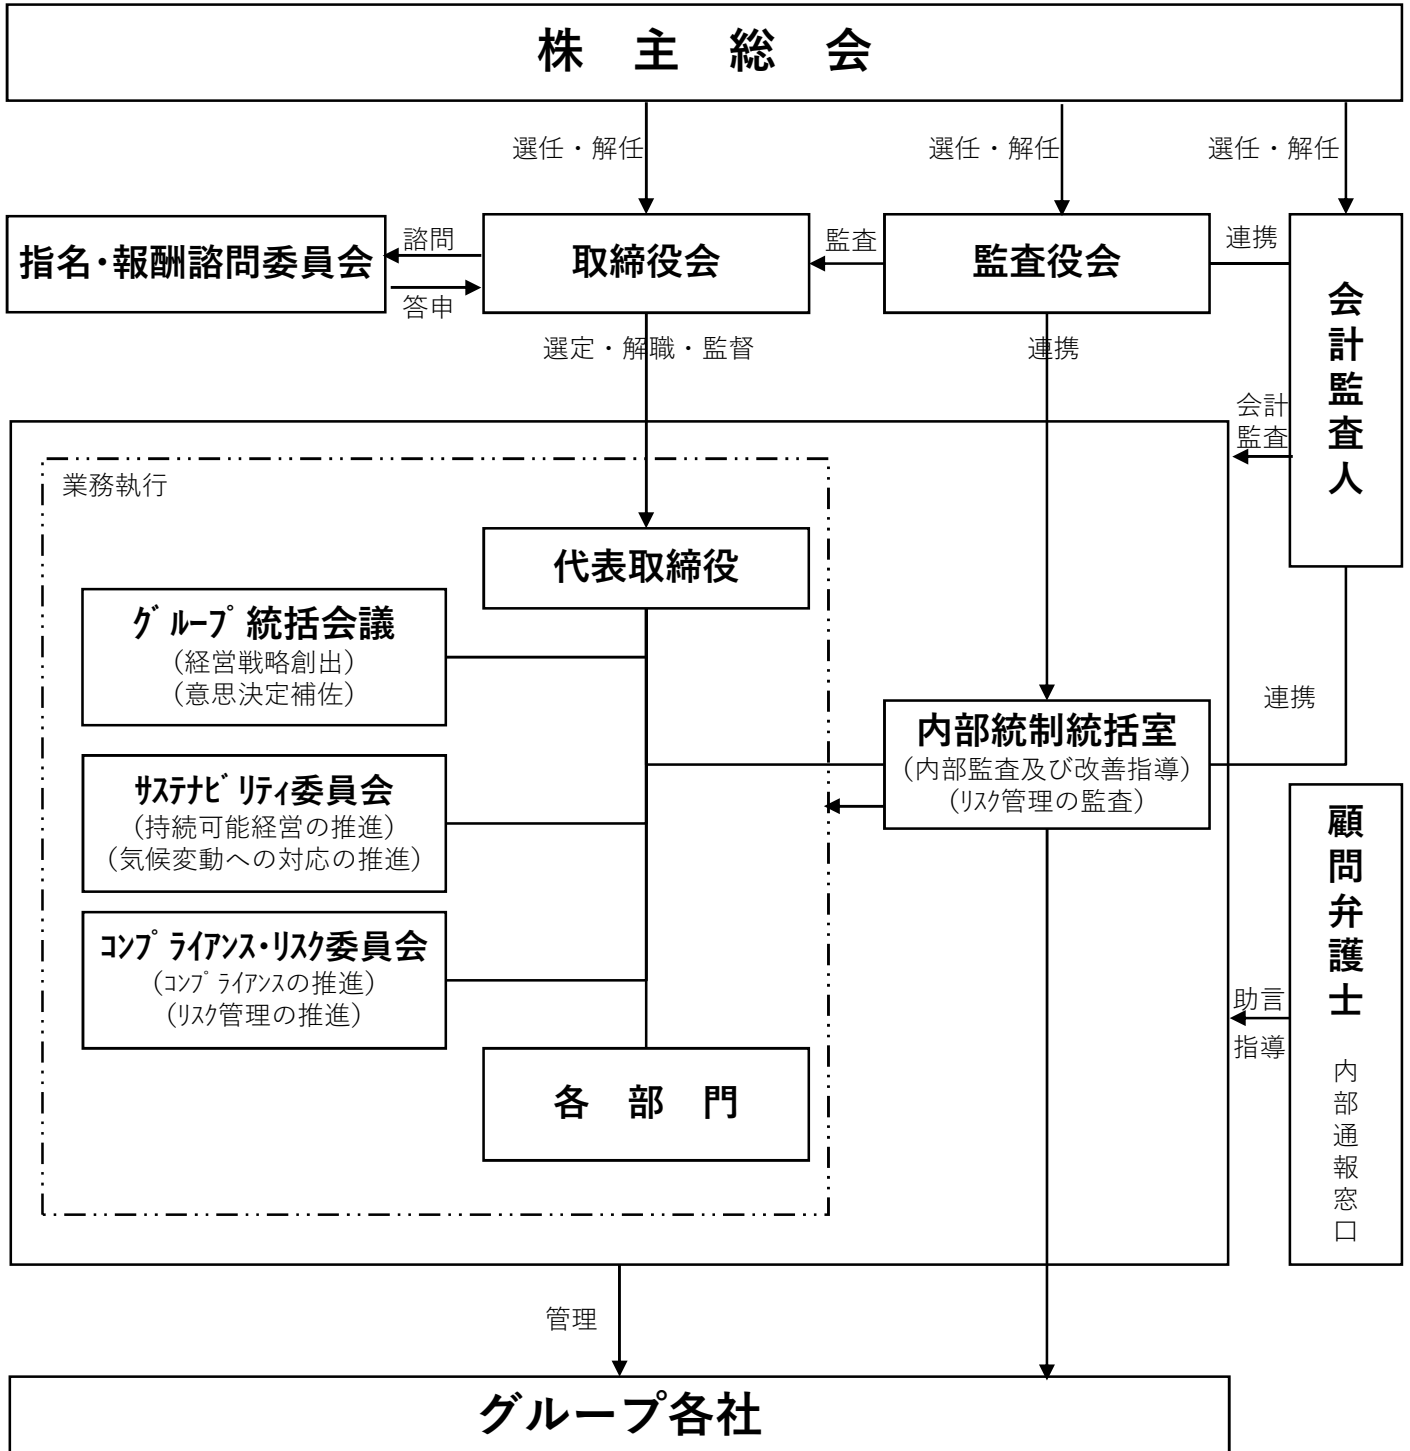 株　主　総　会
選任・解任
選任・解任
選任・解任
指名・報酬諮問委員会
諮問
答申
取締役会
監査
監査役会
連携
会計監査人
選定・解職・監督
連携
会計
監査
業務執行
代表取締役
ｸﾞﾙｰﾌﾟ統括会議
（経営戦略創出）
（意思決定補佐）
内部統制統括室
（内部監査及び改善指導）
（ﾘｽｸ管理の監査）
連携
ｻｽﾃﾅﾋﾞﾘﾃｨ委員会
（持続可能経営の推進）
（気候変動への対応の推進）
ｺﾝﾌﾟﾗｲｱﾝｽ・ﾘｽｸ委員会
（ｺﾝﾌﾟﾗｲｱﾝｽの推進）
（ﾘｽｸ管理の推進）
顧問弁護士　内部通報窓口
助言
指導
各　部　門
管理
グループ各社